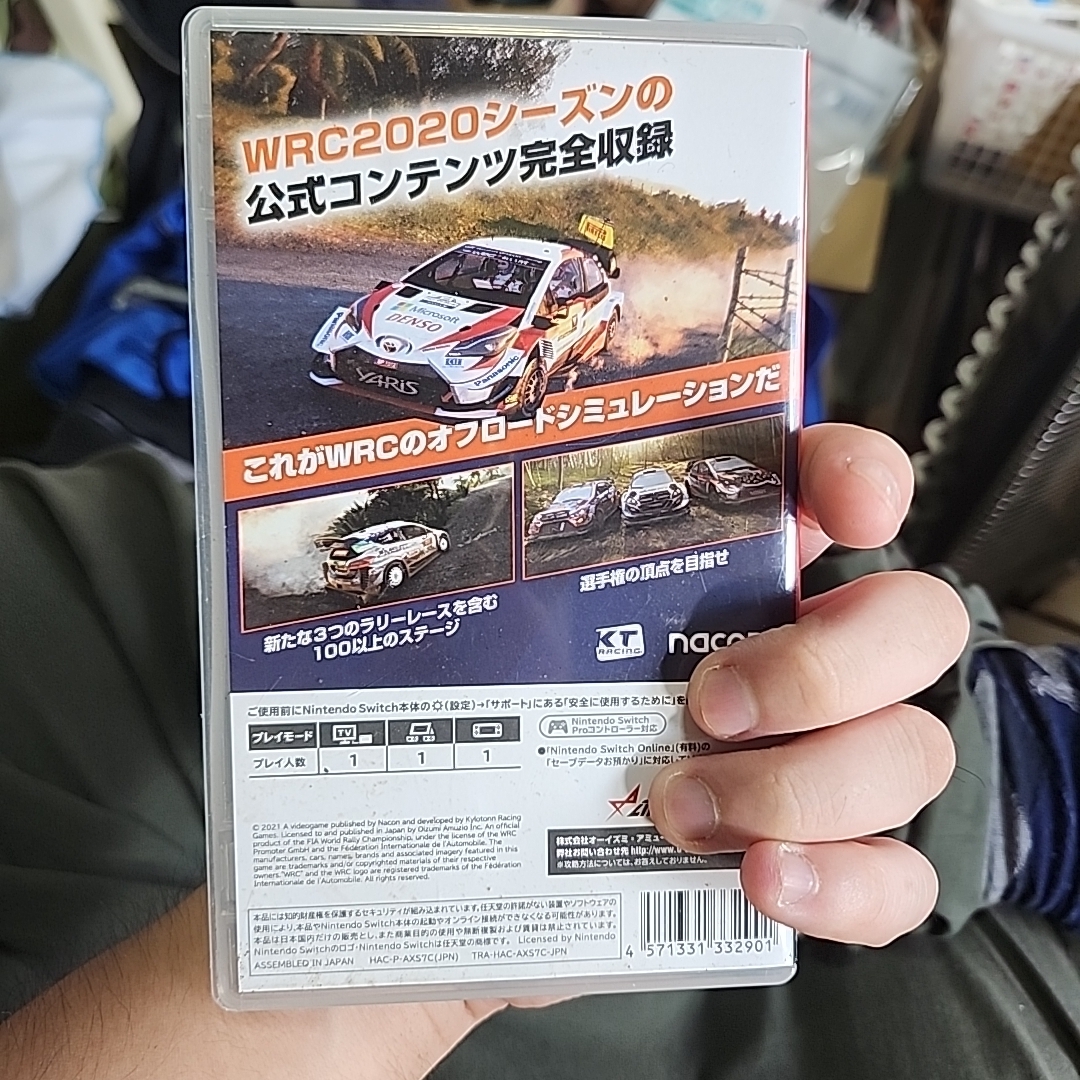 WRC2020シーズンの
公式コンテンツ完全収録
Microsoft
DENSO
YARIS
Panasonic
これがWRCのオフロードシミュレーションだ
新たな3つのラリーレースを含む
100以上のステージ
選手権の頂点を目指せ
KT
RACING
nacon
ご使用前にNintendo Switch本体の(設定)→「サポート」にある「安全に使用するために」を
プレイモード TV
プレイ人数 1 1 1
Nintendo Switch
Proコントローラー対応
●「Nintendo Switch Online」(有料)の
「セーブデータお預かり」に対応して
© 2021 A videogame published by Nacon and developed by Kylotonn Racing
Games. Licensed to and published in Japan by Oizumi Amuzio Inc. An official
product of the FIA World Rally Championship, under the license of the WRC
Promoter GmbH and the Fédération Internationale de l'Automobile. The
manufacturers, cars, names, brands and associated imagery featured in this
game are trademarks and/or copyrighted materials of their respective
owners."WRC" and the WRC logo are registered trademarks of the Fédération
Internationale de l'Automobile. All rights reserved.
株式会社オーイズミ・アミュ
弊社お問い合わせ先 http://www.
※攻略方法については、お答えしておりません。
本品には知的財産権を保護するセキュリティが組み込まれています。任天堂の許諾がない装置やソフトウェアの
使用により、本品やNintendo Switch本体の起動やオンライン接続ができなくなる可能性があります。
本品は日本国内だけの販売とし、また商業目的の使用や無断複製および賃貸は禁止されています。
Nintendo Switchのロゴ・Nintendo Switchは任天堂の商標です。 Licensed by Nintendo
ASSEMBLED IN JAPAN HAC-P-AXS7C(JPN) TRA-HAC-AXS7C-JPN
4 571331 332901